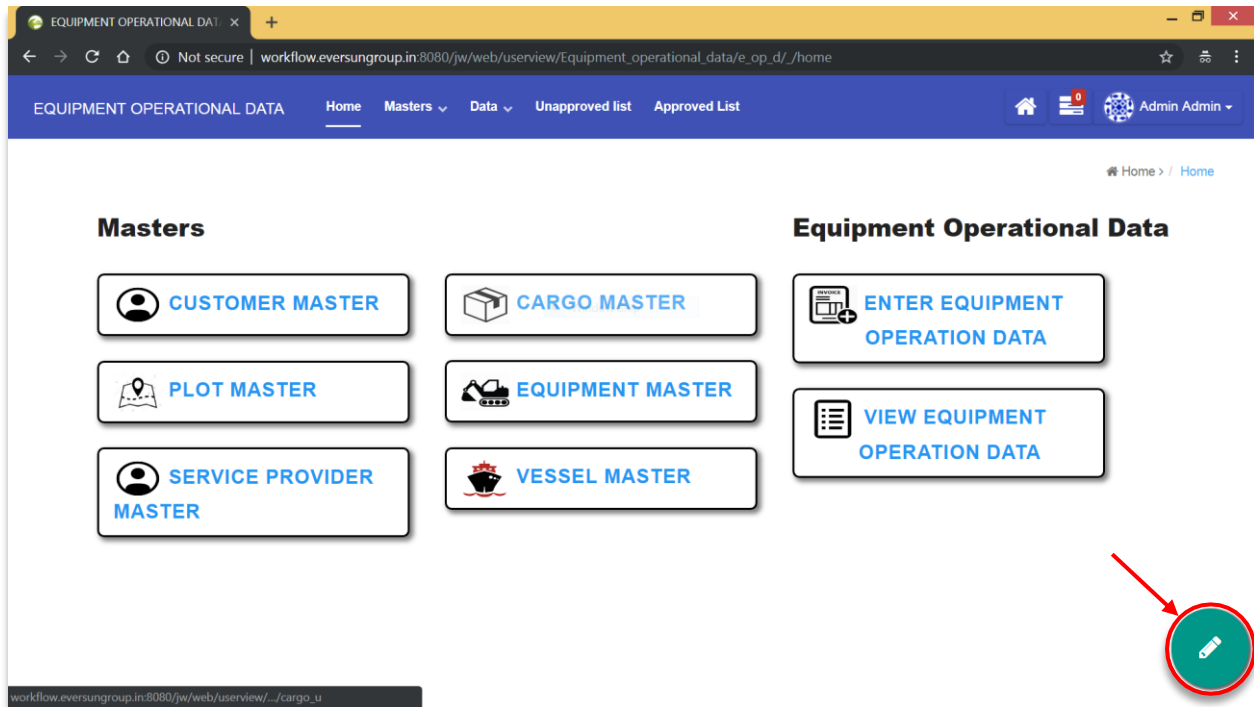 EQUIPMENT OPERATIONAL DAT
Not secure | workflow.eversungroup.in:8080/jw/web/userview/Equipment_operational_data/e_op_d/_/home
EQUIPMENT OPERATIONAL DATA Home Masters Data Unapproved list Approved List 0 Admin Admin
Home > / Home
Masters
CUSTOMER MASTER
CARGO MASTER
PLOT MASTER
EQUIPMENT MASTER
SERVICE PROVIDER
MASTER
VESSEL MASTER
Equipment Operational Data
INVOICE
ENTER EQUIPMENT
OPERATION DATA
VIEW EQUIPMENT
OPERATION DATA
workflow.eversungroup.in:8080/jw/web/userview/.../cargo_u